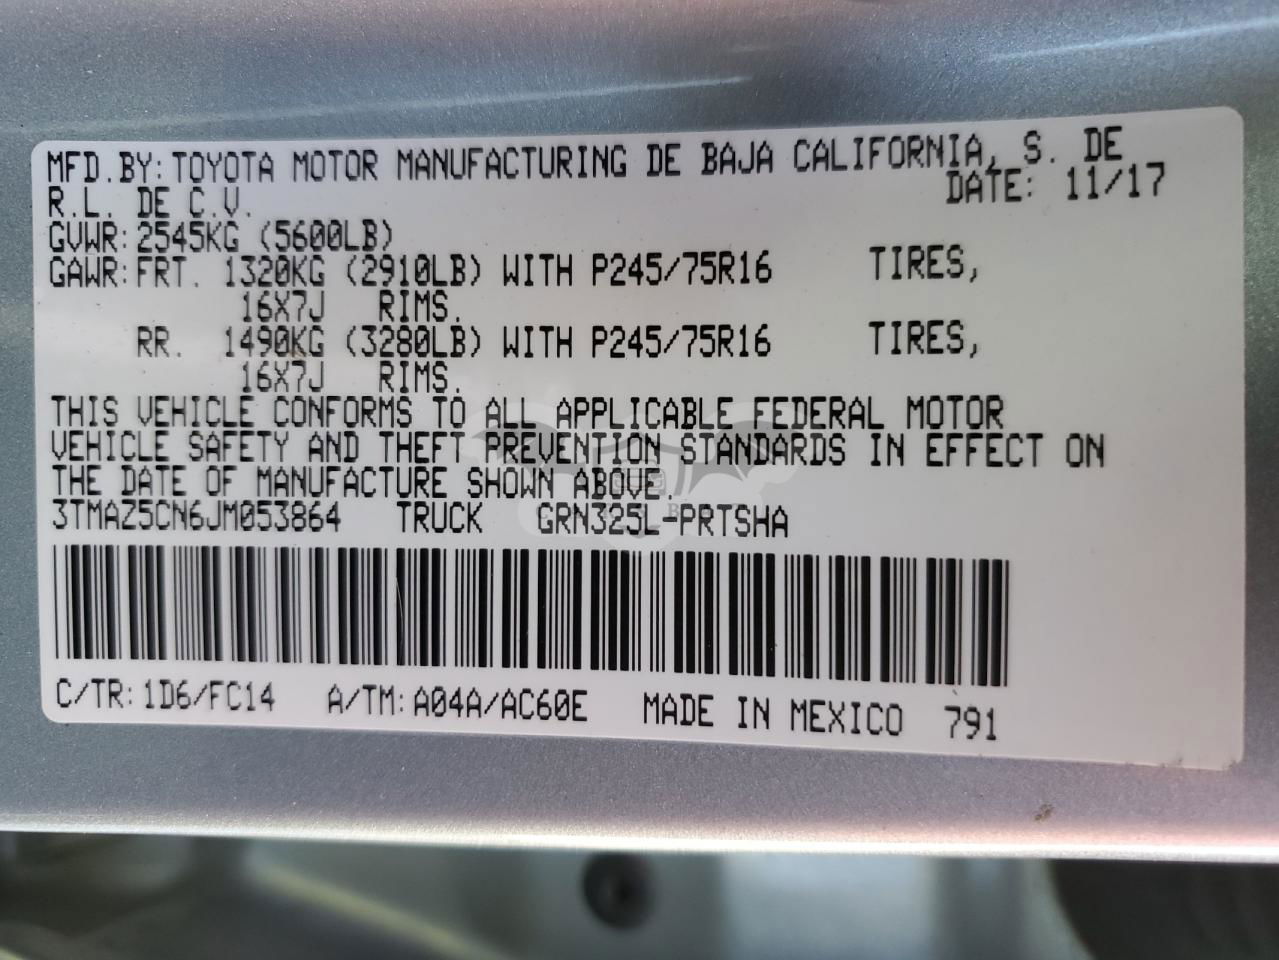 MFD.BY:TOYOTA MOTOR MANUFACTURING DE BAJA CALIFORNIA, S. DE
R.L. DE C.V. DATE: 11/17
GVWR:2545KG (5600LB)
GAWR:FRT. 1320KG (2910LB) WITH P245/75R16 TIRES,
16X7J RIMS.
RR. 1490KG (3280LB) WITH P245/75R16 TIRES,
16X7J RIMS.
THIS VEHICLE CONFORMS TO ALL APPLICABLE FEDERAL MOTOR
VEHICLE SAFETY AND THEFT PREVENTION STANDARDS IN EFFECT ON
THE DATE OF MANUFACTURE SHOWN ABOVE.
3TMAZ5CN6JM053864 TRUCK GRN325L-PRTSHA
C/TR:1D6/FC14 A/TM:A04A/AC60E MADE IN MEXICO 791